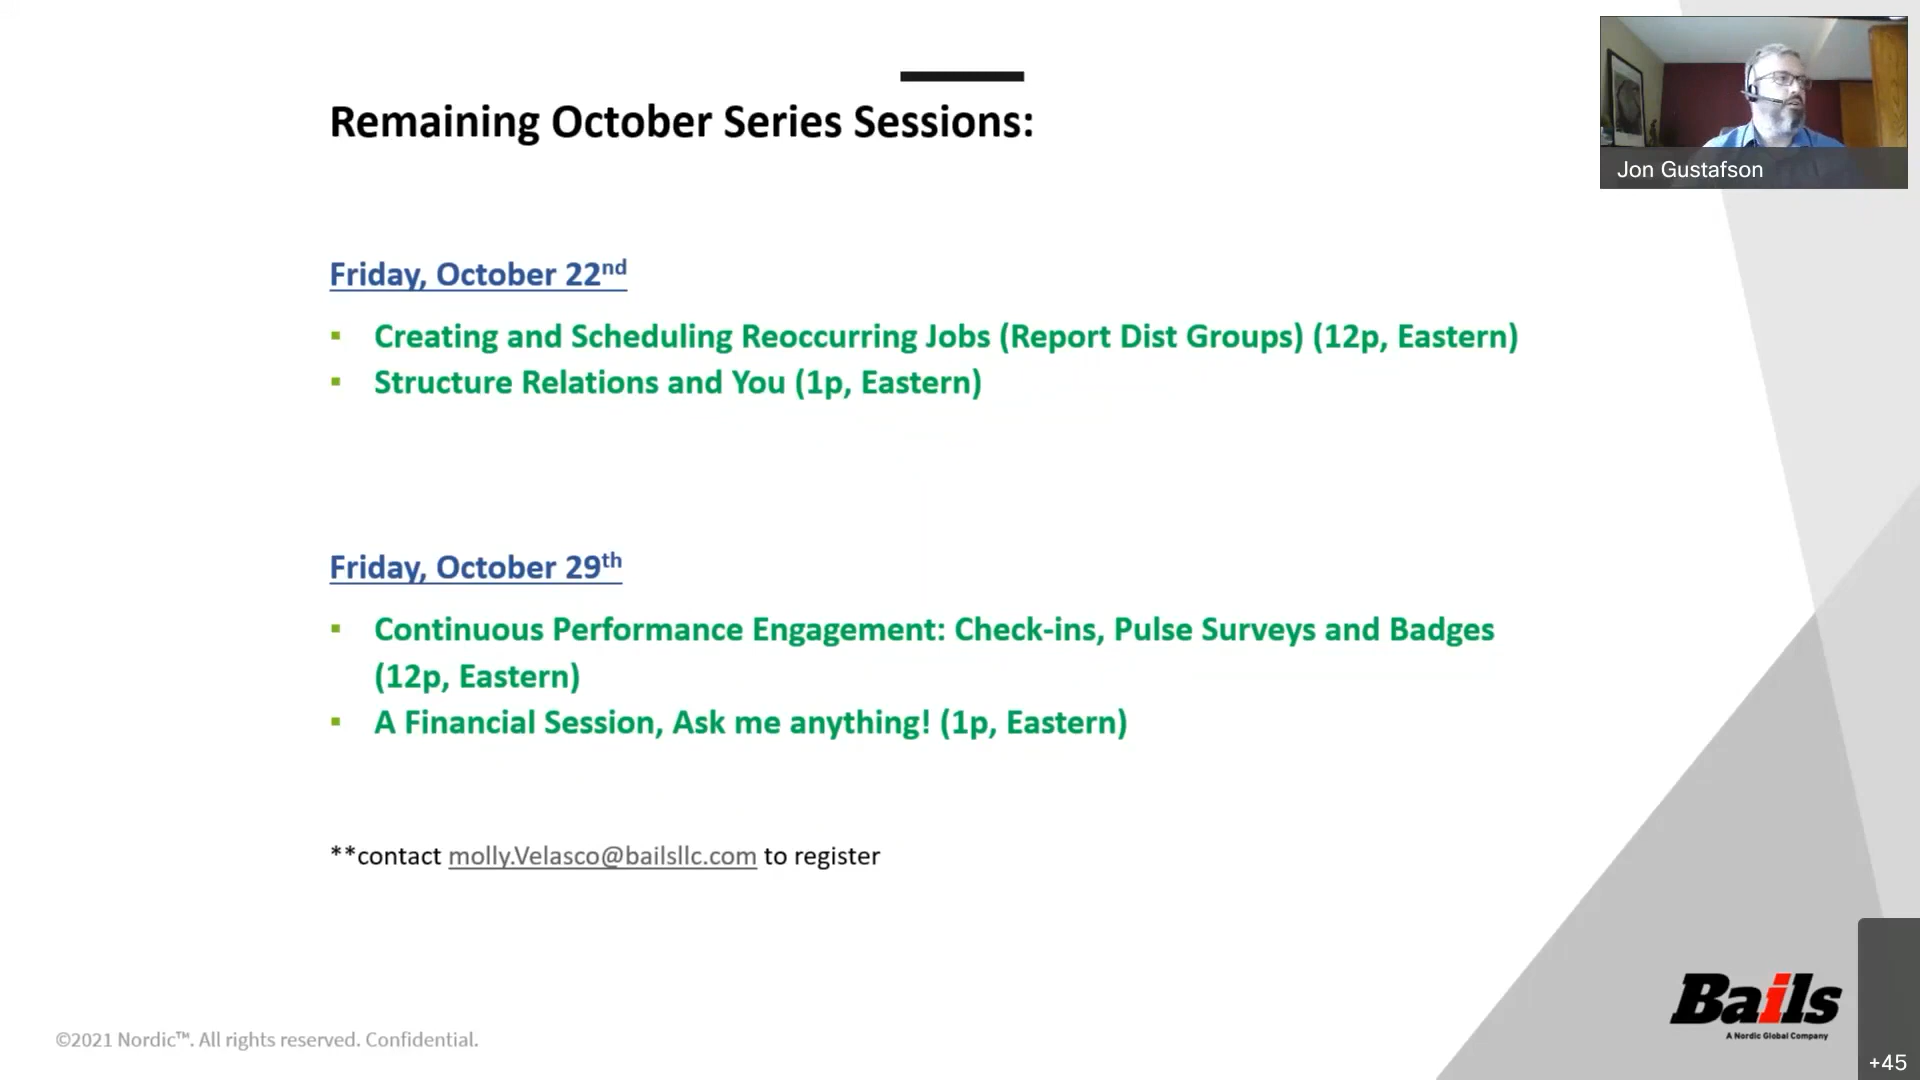 Remaining October Series Sessions:
Jon Gustafson
Friday, October 22nd
▪ Creating and Scheduling Reoccurring Jobs (Report Dist Groups) (12p, Eastern)
▪ Structure Relations and You (1p, Eastern)
Friday, October 29th
▪ Continuous Performance Engagement: Check-ins, Pulse Surveys and Badges
(12p, Eastern)
▪ A Financial Session, Ask me anything! (1p, Eastern)
**contact molly.Velasco@bailsllc.com to register
Bails
A Nordic Global Company
©2021 Nordic™. All rights reserved. Confidential.
+45